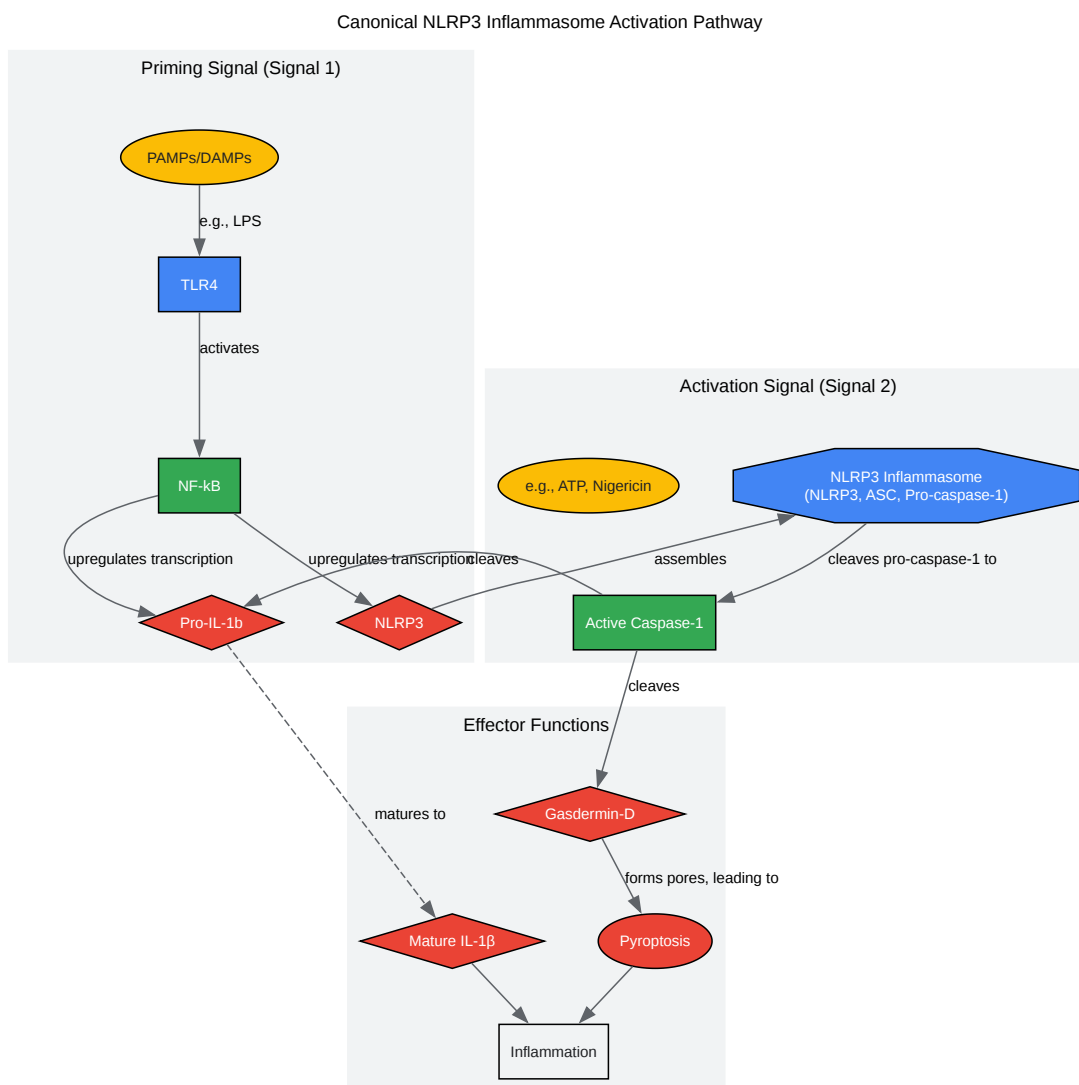 Canonical NLRP3 Inflammasome Activation Pathway
Priming Signal (Signal 1)
PAMPs/DAMPs
e.g., LPS
TLR4
activates
Activation Signal (Signal 2)
NF-kB
e.g., ATP, Nigericin
NLRP3 Inflammasome
(NLRP3, ASC, Pro-caspase-1)
upregulates transcription
upregulates transcription
cleaves
assembles
cleaves pro-caspase-1 to
Pro-IL-1b
NLRP3
Active Caspase-1
cleaves
Effector Functions
Gasdermin-D
matures to
forms pores, leading to
Mature IL-1β
Pyroptosis
Inflammation